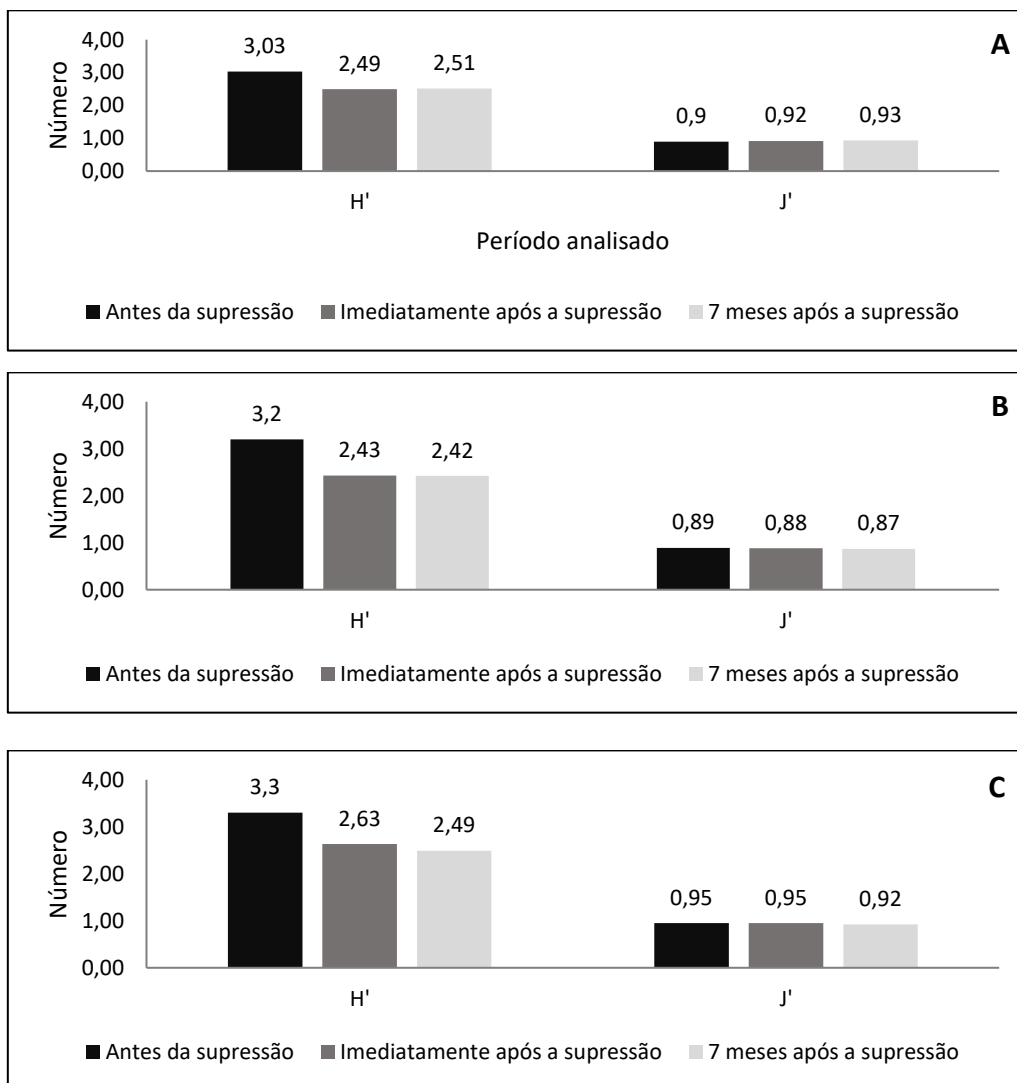 A
Número
4,00
3,00
2,00
1,00
0,00
3,03
2,49
2,51
0,9
0,92
0,93
H'
J'
Período analisado
Antes da supressão Imediatamente após a supressão 7 meses após a supressão
B
Número
4,00
3,00
2,00
1,00
0,00
3,2
2,43
2,42
0,89
0,88
0,87
H'
J'
Antes da supressão Imediatamente após a supressão 7 meses após a supressão
C
Número
4,00
3,00
2,00
1,00
0,00
3,3
2,63
2,49
0,95
0,95
0,92
H'
J'
Antes da supressão Imediatamente após a supressão 7 meses após a supressão